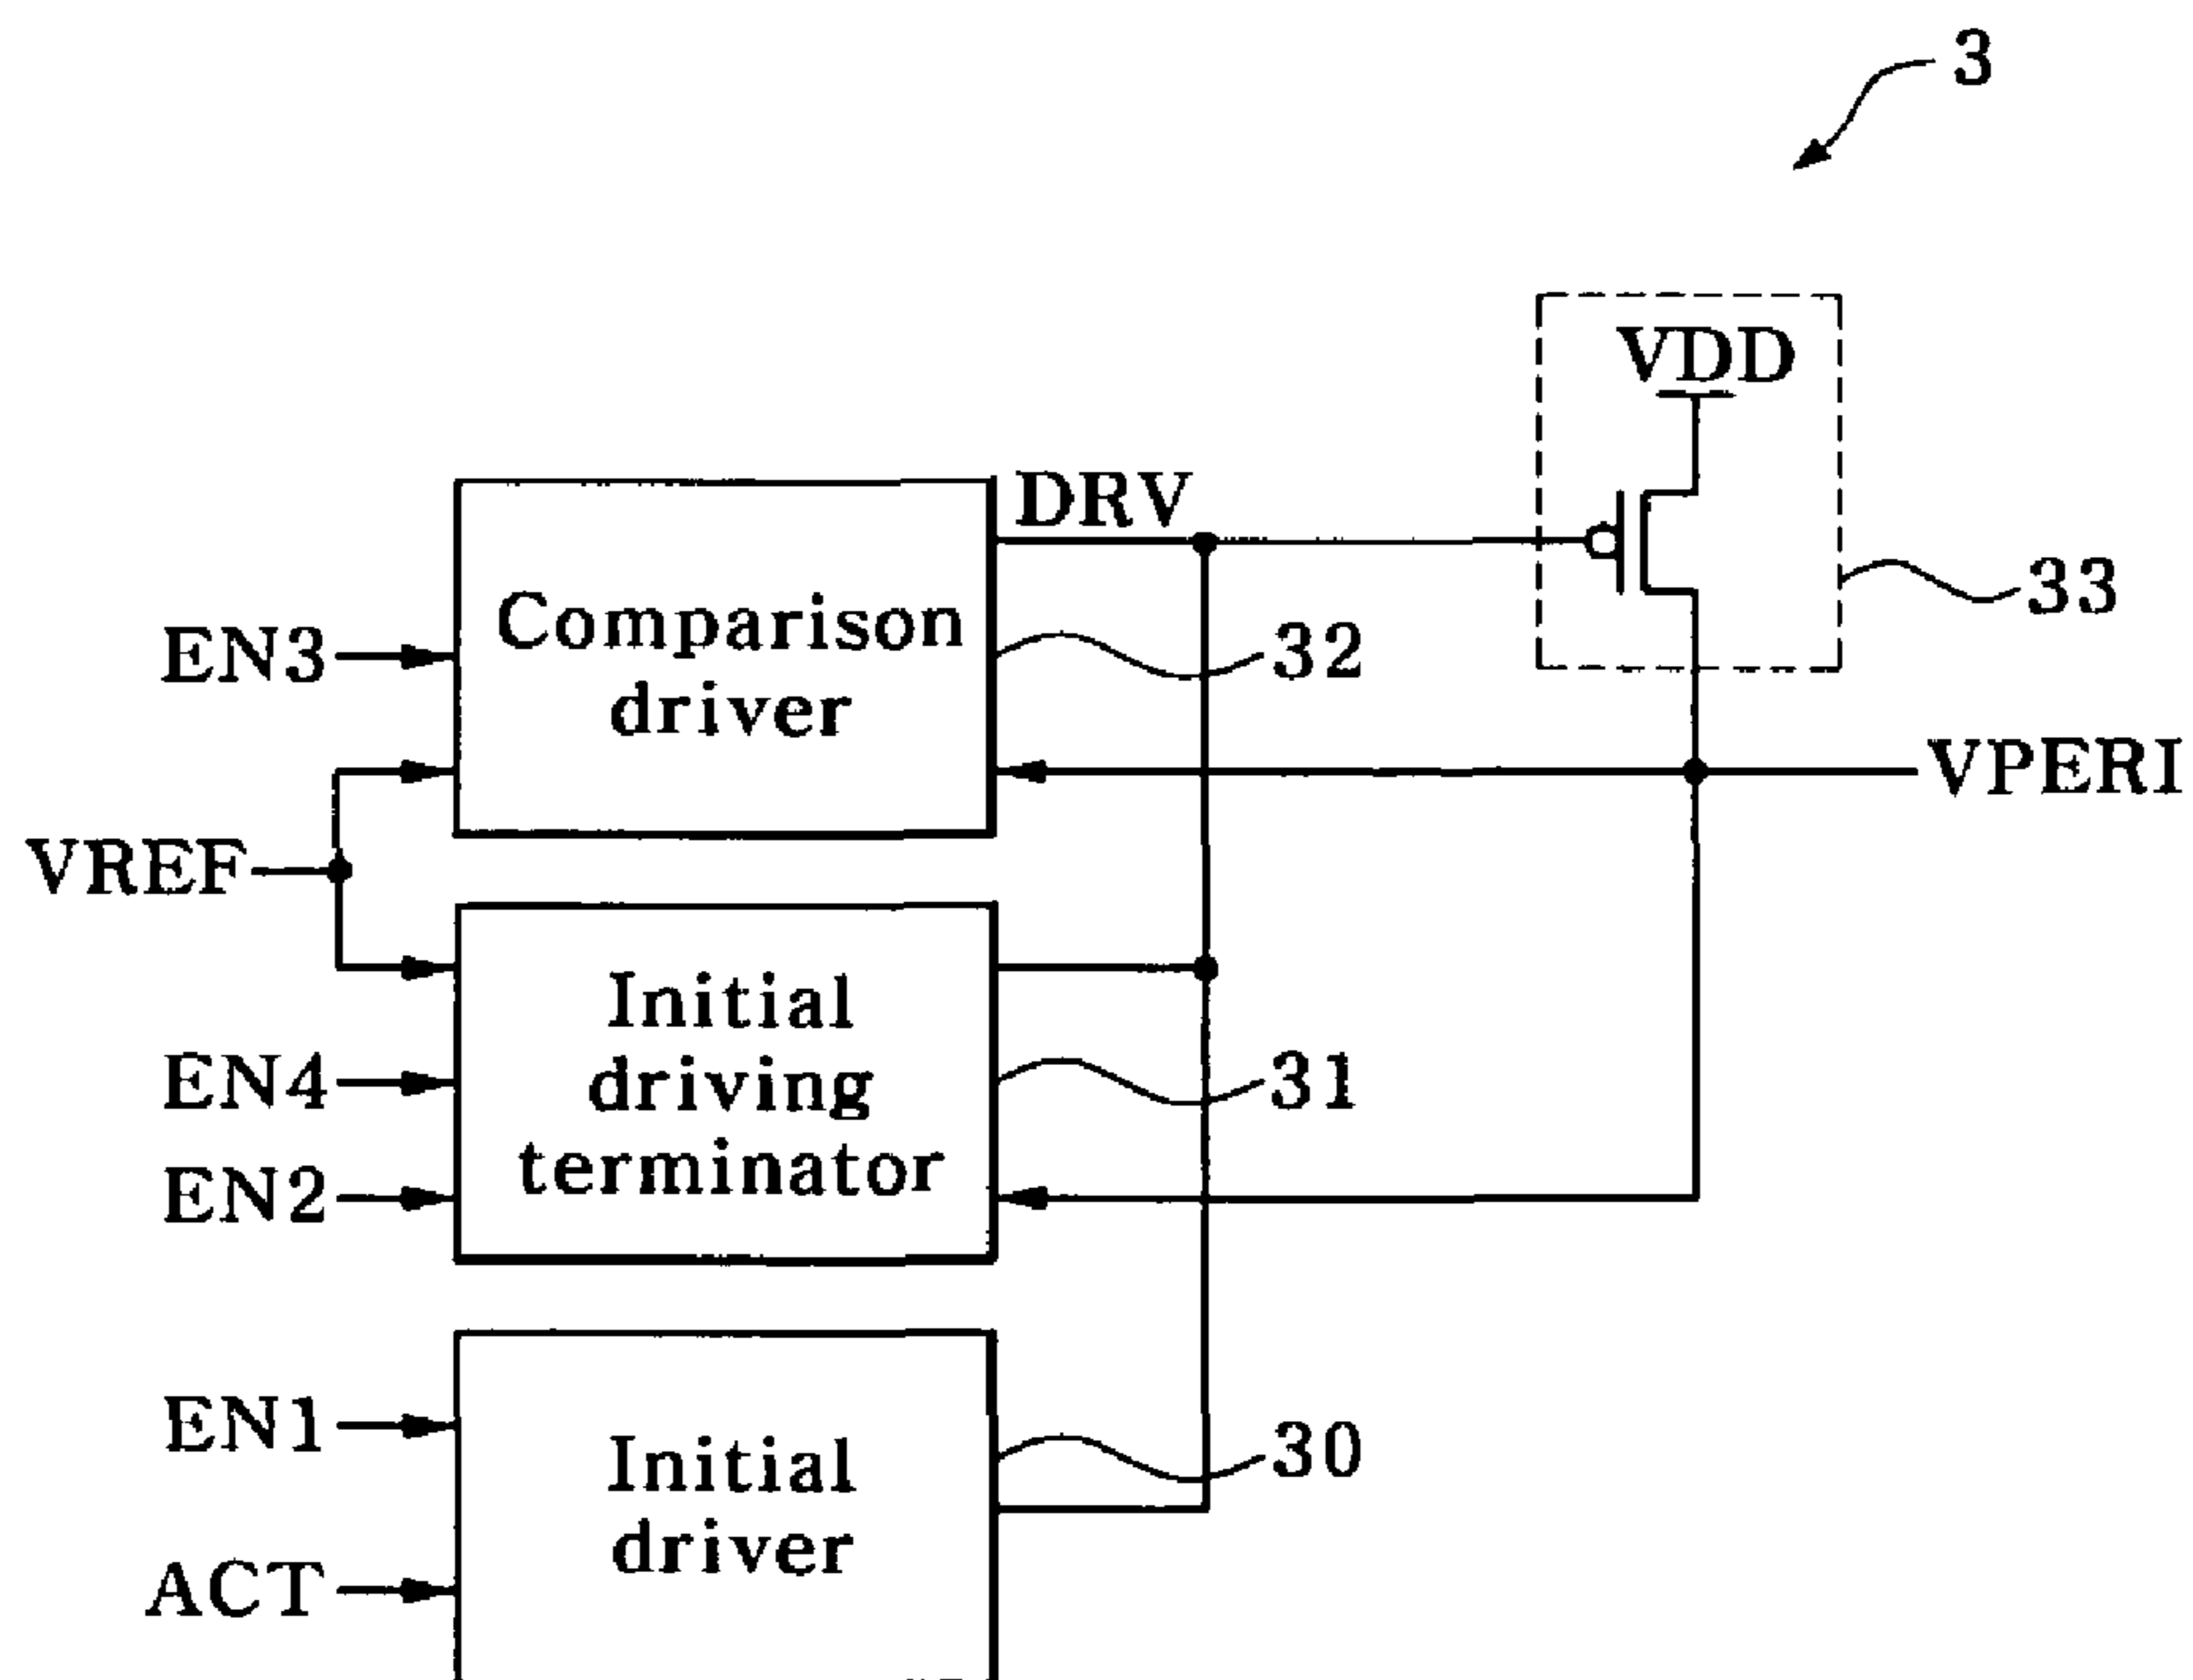 3
VDD
DRV
Comparison
driver
EN3
32
33
VPERI
VREF
Initial
driving
terminator
EN4
31
EN2
EN1
Initial
driver
30
ACT